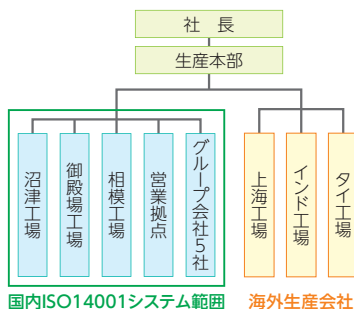 社　長
生産本部
沼津工場
御殿場工場
相模工場
営業拠点
グループ会社5社
上海工場
インド工場
タイ工場
国内ISO14001システム範囲
海外生産会社